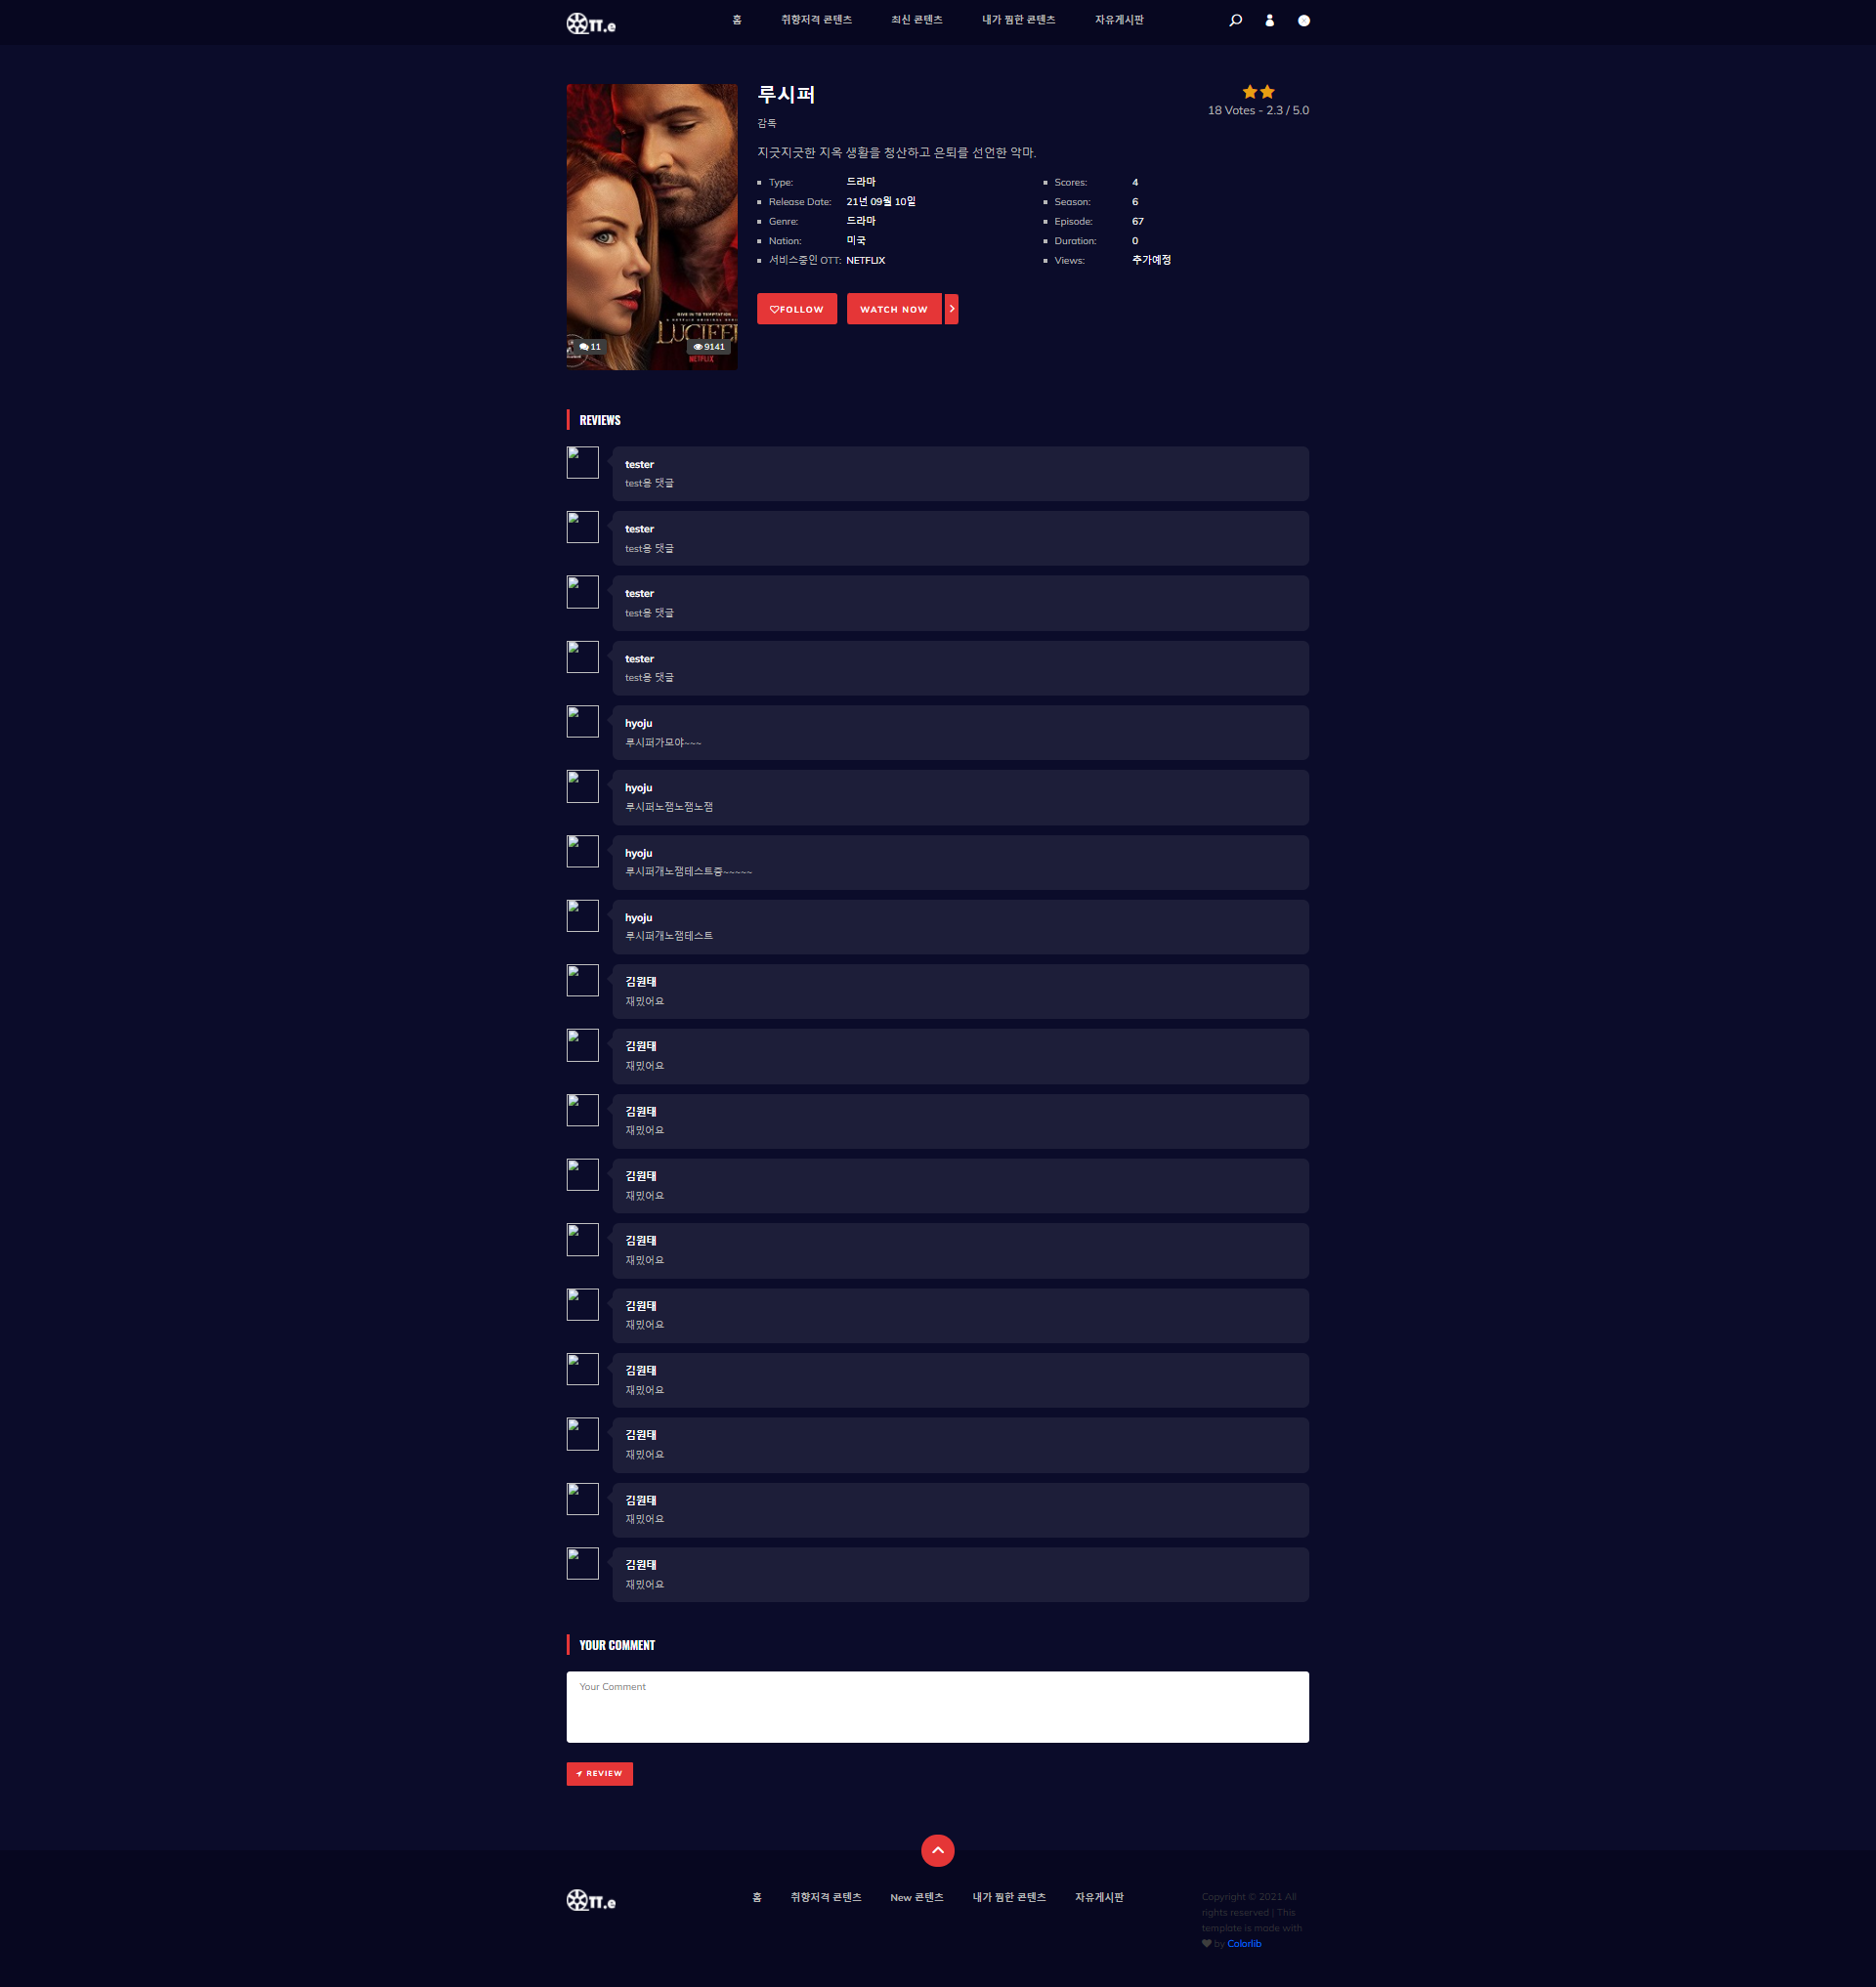 TT.e
홈 취향저격 콘텐츠 최신 콘텐츠 내가 찜한 콘텐츠 자유게시판
루시퍼
18 Votes - 2.3 / 5.0
감독
지긋지긋한 지옥 생활을 청산하고 은퇴를 선언한 악마.
Type: 드라마
Release Date: 21년 09월 10일
Genre: 드라마
Nation: 미국
서비스중인 OTT: NETFLIX
Scores: 4
Season: 6
Episode: 67
Duration: 0
Views: 추가예정
FOLLOW
WATCH NOW
GIVE IN TO TEMPTATION
A NETFLIX ORIGINAL SERIES
LUCIFER
NETFLIX
11
9141
REVIEWS
tester
test용 댓글
tester
test용 댓글
tester
test용 댓글
tester
test용 댓글
hyoju
루시퍼가모야~~~
hyoju
루시퍼노잼노잼노잼
hyoju
루시퍼개노잼테스트중~~~~~
hyoju
루시퍼개노잼테스트
김원태
재밌어요
김원태
재밌어요
김원태
재밌어요
김원태
재밌어요
김원태
재밌어요
김원태
재밌어요
김원태
재밌어요
김원태
재밌어요
김원태
재밌어요
김원태
재밌어요
YOUR COMMENT
Your Comment
REVIEW
TT.e
홈 취향저격 콘텐츠 New 콘텐츠 내가 찜한 콘텐츠 자유게시판
Copyright © 2021 All
rights reserved | This
template is made with
by Colorlib